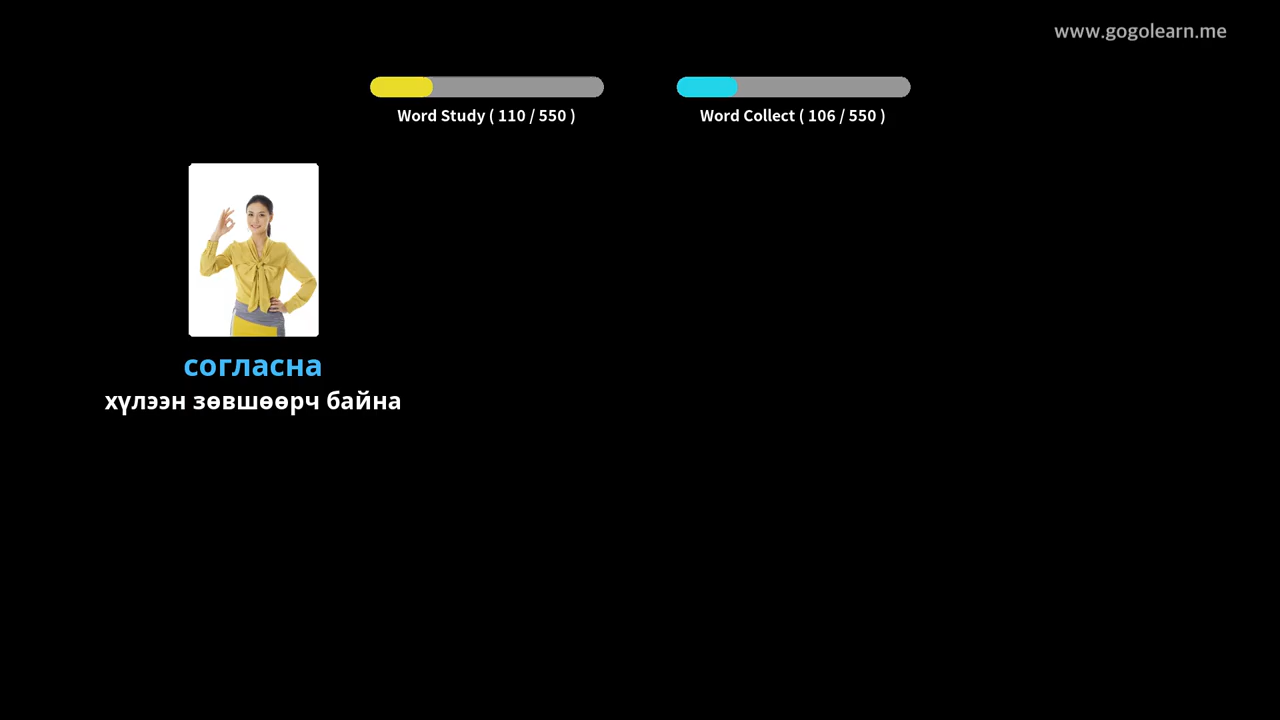 www.gogolearn.me
Word Study ( 110 / 550 )
Word Collect ( 106 / 550 )
согласна
хүлээн зөвшөөрч байна